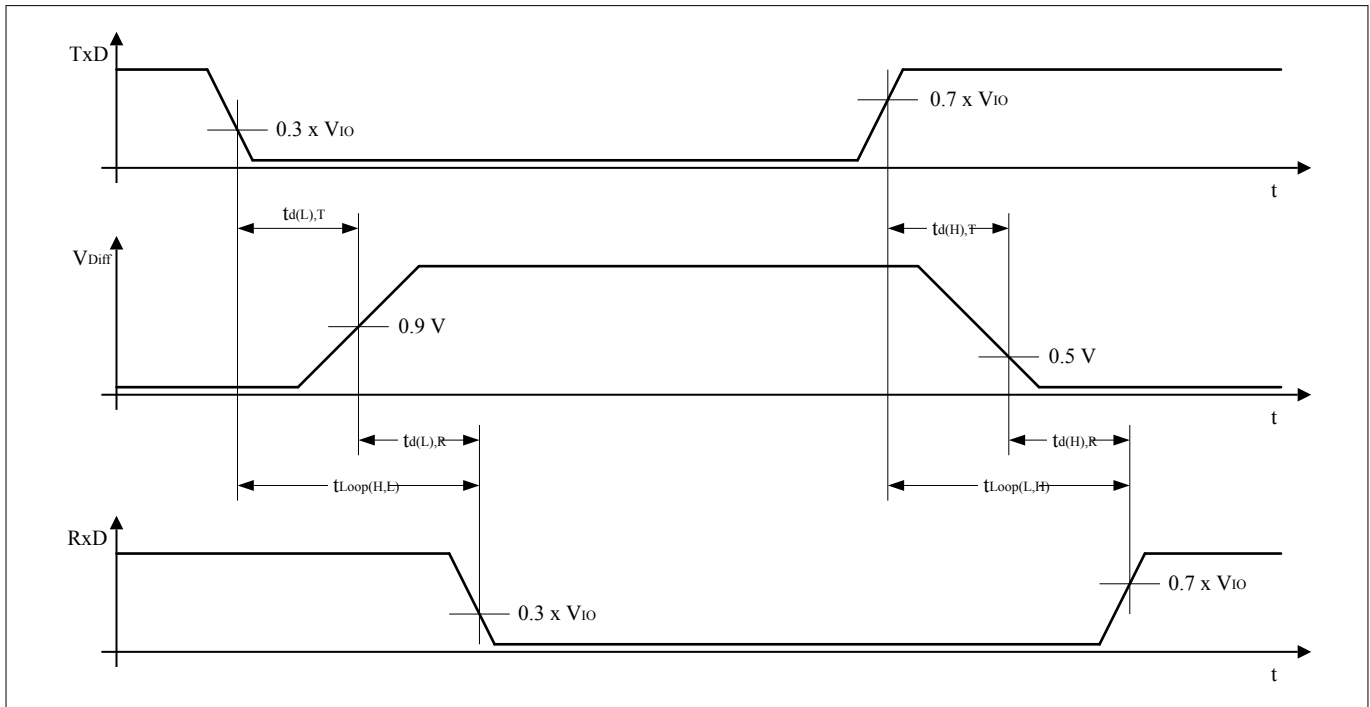 TxD
0.3 x VIO
0.7 x VIO
t
td(L),T
td(H),T
VDiff
0.9 V
0.5 V
t
td(L),R
td(H),R
tLoop(H,L)
tLoop(L,H)
RxD
0.3 x VIO
0.7 x VIO
t